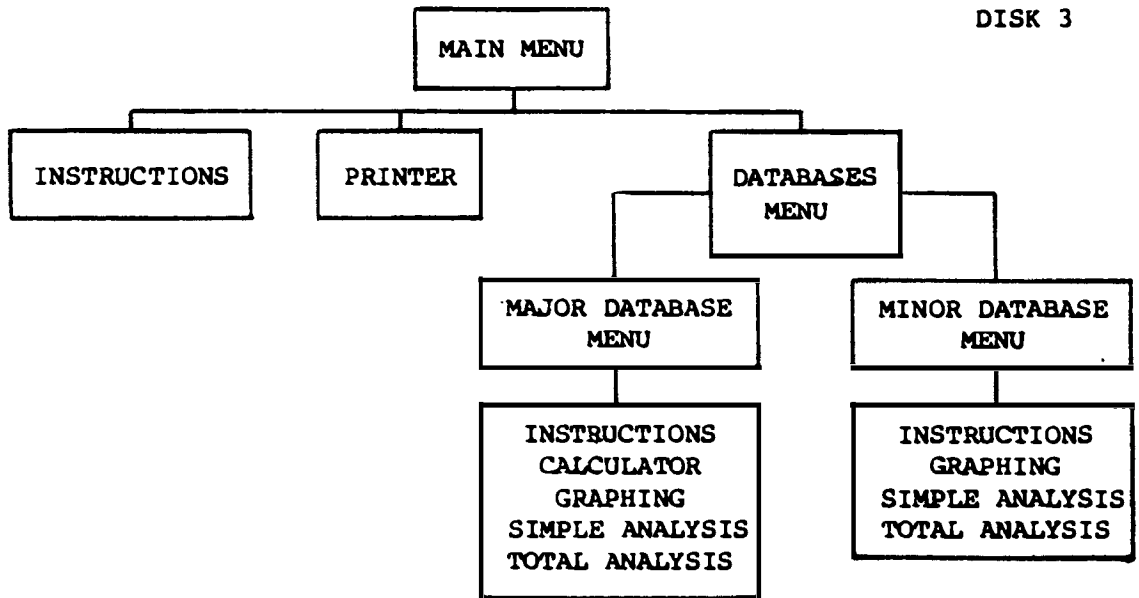 DISK 3
MAIN MENU
INSTRUCTIONS
PRINTER
DATABASES
MENU
MAJOR DATABASE
MENU
MINOR DATABASE
MENU
INSTRUCTIONS
CALCULATOR
GRAPHING
SIMPLE ANALYSIS
TOTAL ANALYSIS
INSTRUCTIONS
GRAPHING
SIMPLE ANALYSIS
TOTAL ANALYSIS